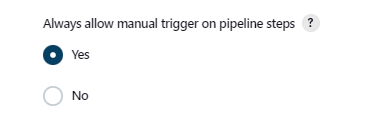 Always allow manual trigger on pipeline steps ?
Yes
No